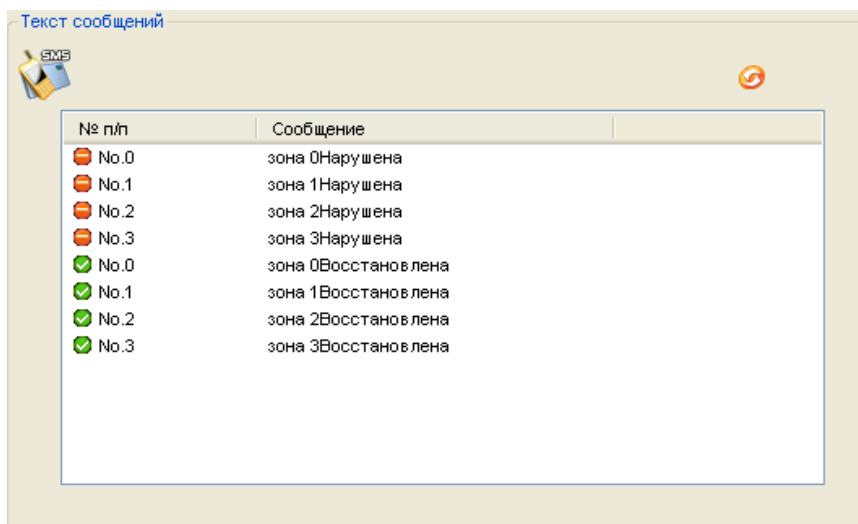 Текст сообщений
SMS
№ п/п Сообщение
No.0 зона 0Нарушена
No.1 зона 1Нарушена
No.2 зона 2Нарушена
No.3 зона 3Нарушена
No.0 зона 0Восстановлена
No.1 зона 1Восстановлена
No.2 зона 2Восстановлена
No.3 зона 3Восстановлена